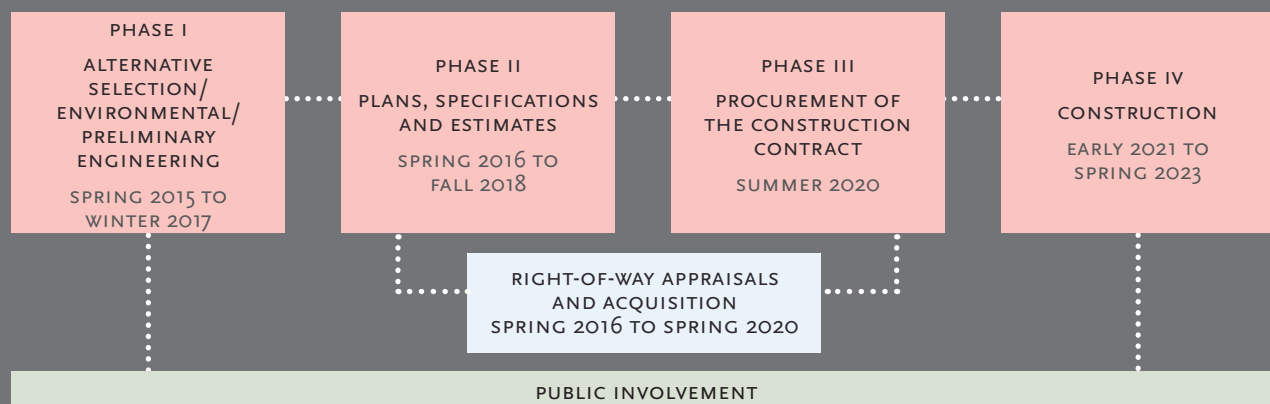 PHASE I
ALTERNATIVE
SELECTION/
ENVIRONMENTAL/
PRELIMINARY
ENGINEERING
SPRING 2015 TO
WINTER 2017
PHASE II
PLANS, SPECIFICATIONS
AND ESTIMATES
SPRING 2016 TO
FALL 2018
PHASE III
PROCUREMENT OF
THE CONSTRUCTION
CONTRACT
SUMMER 2020
PHASE IV
CONSTRUCTION
EARLY 2021 TO
SPRING 2023
RIGHT-OF-WAY APPRAISALS
AND ACQUISITION
SPRING 2016 TO SPRING 2020
PUBLIC INVOLVEMENT